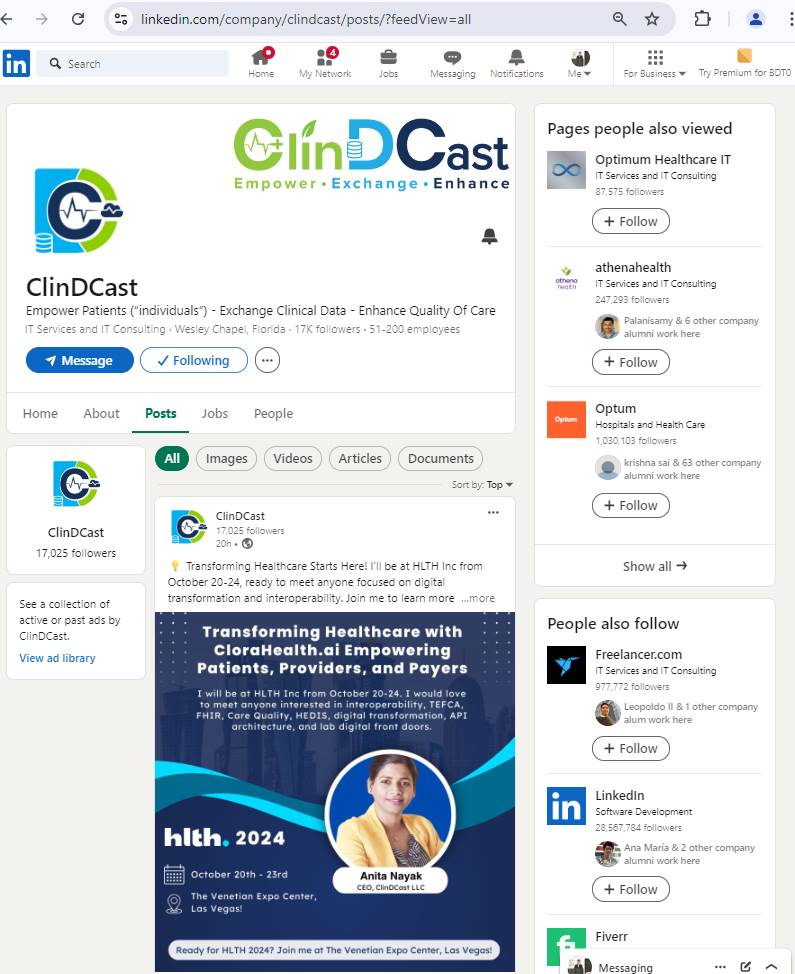 linkedin.com/company/clindcast/posts/?feedView=all
in
Search
Home
4
My Network
Jobs
Messaging
Notifications
Me
For Business
Try Premium for BDT0
ClinDCast
Empower • Exchange • Enhance
ClinDCast
Empower Patients (“individuals”) - Exchange Clinical Data - Enhance Quality Of Care
IT Services and IT Consulting · Wesley Chapel, Florida · 17K followers · 51-200 employees
Message
Following
Home
About
Posts
Jobs
People
ClinDCast
17,025 followers
See a collection of
active or past ads by
ClinDCast.
View ad library
All
Images
Videos
Articles
Documents
Sort by: Top
ClinDCast
17,025 followers
20h •
Transforming Healthcare Starts Here! I'll be at HLTH Inc from
October 20-24, ready to meet anyone focused on digital
transformation and interoperability. Join me to learn more ...more
Transforming Healthcare with
CloraHealth.ai Empowering
Patients, Providers, and Payers
I will be at HLTH Inc from October 20-24. I would love
to meet anyone interested in interoperability, TEFCA,
FHIR, Care Quality, HEDIS, digital transformation, API
architecture, and lab digital front doors.
hlth. 2024
October 20th - 23rd
The Venetian Expo Center,
Las Vegas!
Anita Nayak
CEO, ClinDCast LLC
Ready for HLTH 2024? Join me at The Venetian Expo Center, Las Vegas!
Pages people also viewed
Optimum Healthcare IT
IT Services and IT Consulting
87,575 followers
+ Follow
athena
health
athenahealth
IT Services and IT Consulting
247,293 followers
Palanisamy & 6 other company
alumni work here
+ Follow
Optum
Optum
Hospitals and Health Care
1,030,103 followers
krishna sai & 63 other company
alumni work here
+ Follow
Show all →
People also follow
Freelancer.com
IT Services and IT Consulting
977,772 followers
Leopoldo II & 1 other company
alum work here
+ Follow
in
LinkedIn
Software Development
28,567,784 followers
Ana María & 2 other company
alumni work here
+ Follow
Fiverr
Messaging